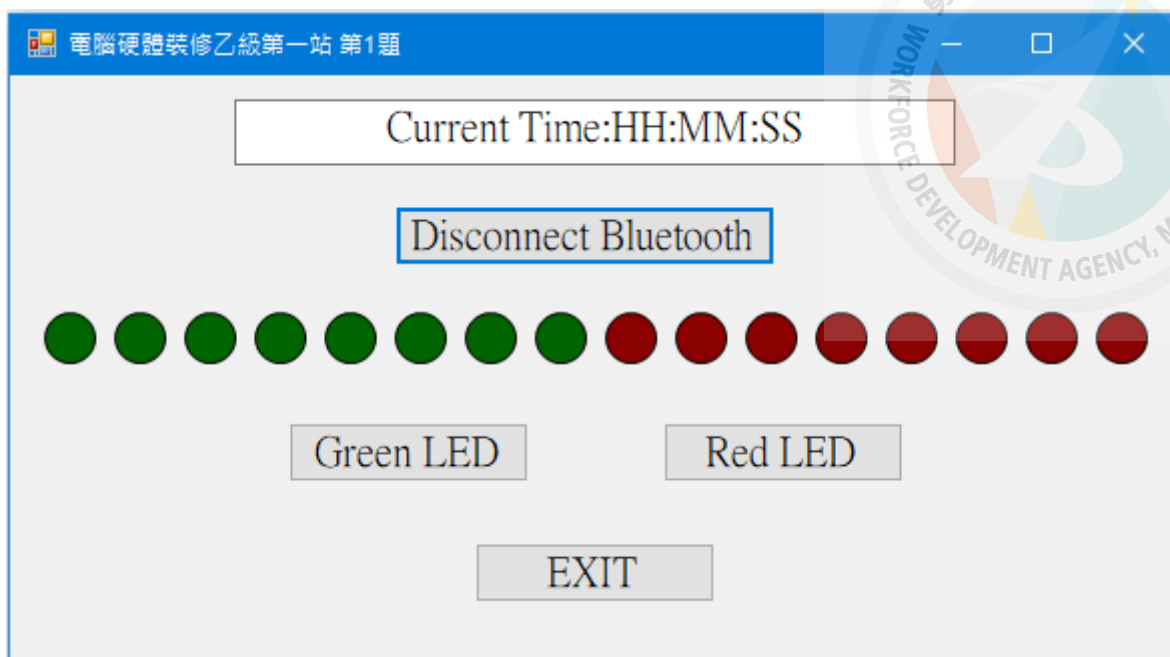 電腦硬體裝修乙級第一站 第1題
Current Time:HH:MM:SS
Disconnect Bluetooth
Green LED
Red LED
EXIT
WORKFORCE DEVELOPMENT AGENCY,